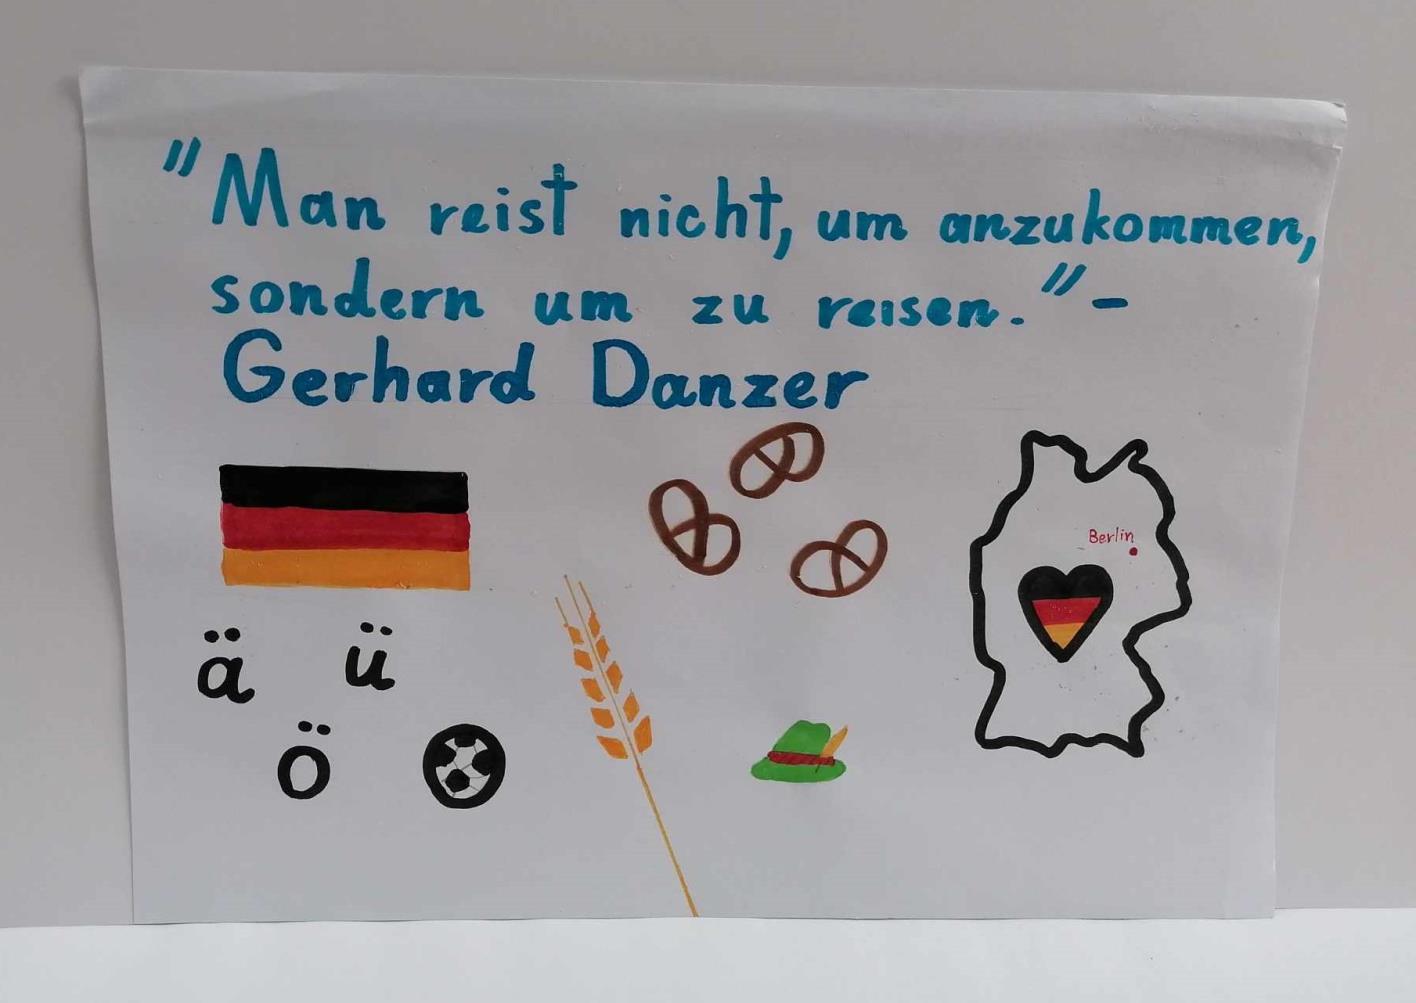 "Man reist nicht, um anzukommen,
sondern um zu reisen." -
Gerhard Danzer
Berlin
ä ü
ö